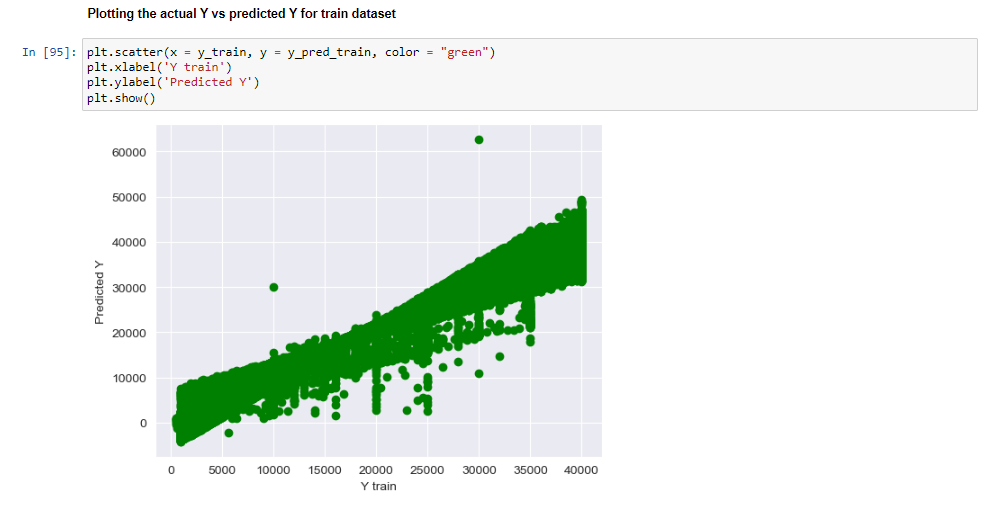 Plotting the actual Y vs predicted Y for train dataset
In [95]: plt.scatter(x = y_train, y = y_pred_train, color = "green")
plt.xlabel('Y train')
plt.ylabel('Predicted Y')
plt.show()
60000
50000
40000
30000
20000
10000
0
Predicted Y
0 5000 10000 15000 20000 25000 30000 35000 40000
Y train